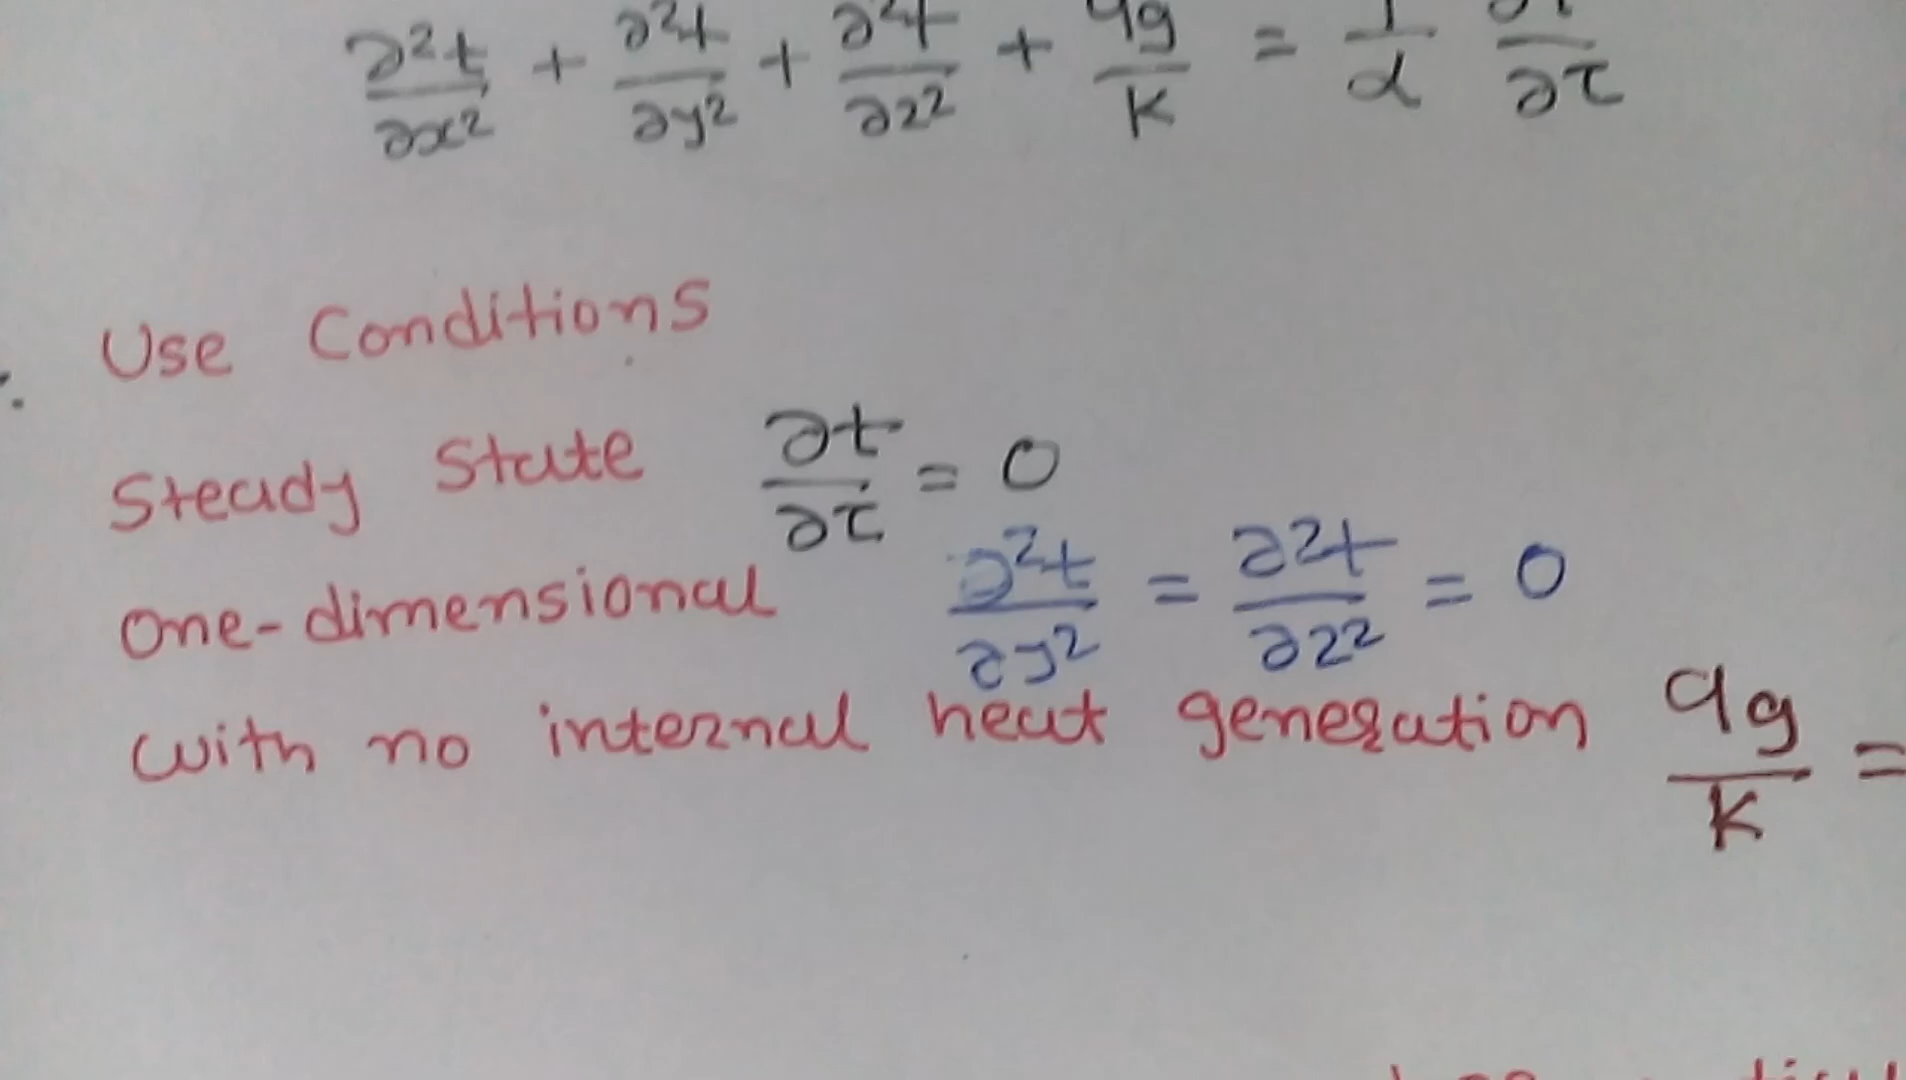 ∂²t/∂x² + ∂²t/∂y² + ∂²t/∂z² + qg/K = 1/α ∂t/∂τ
Use Conditions
Steady State ∂t/∂τ = 0
One-dimensional ∂²t/∂y² = ∂²t/∂z² = 0
With no internal heat generation qg/K =